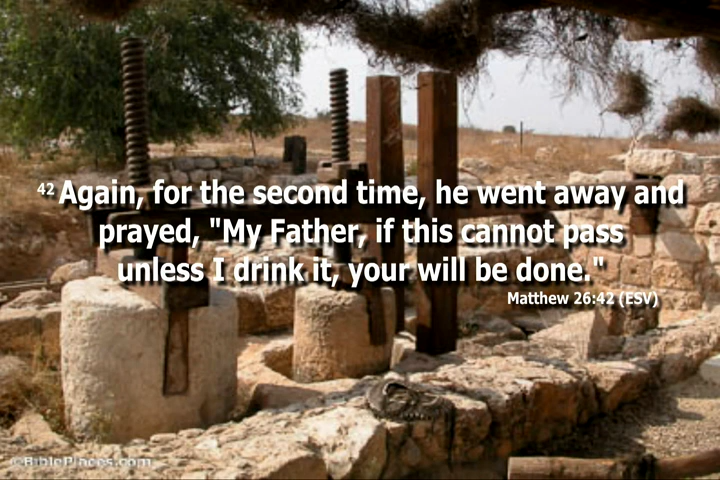 42 Again, for the second time, he went away and
prayed, "My Father, if this cannot pass
unless I drink it, your will be done."
Matthew 26:42 (ESV)
©BiblePlaces.com